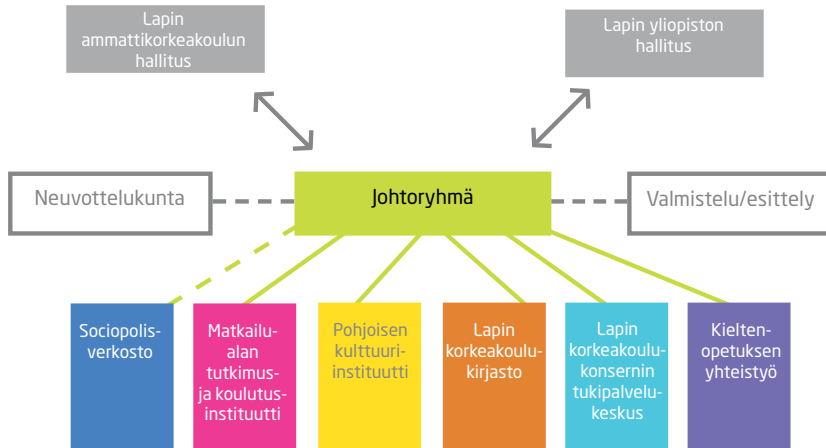 Lapin
ammattikorkeakoulun
hallitus
Lapin yliopiston
hallitus
Neuvottelukunta
Johtoryhmä
Valmistelu/esittely
Sociopolis-
verkosto
Matkailu-
alan
tutkimus-
ja koulutus-
instituutti
Pohjoisen
kulttuuri-
instituutti
Lapin
korkeakoulu-
kirjasto
Lapin
korkeakoulu-
konsernin
tukipalvelu-
keskus
Kielten-
opetuksen
yhteistyö